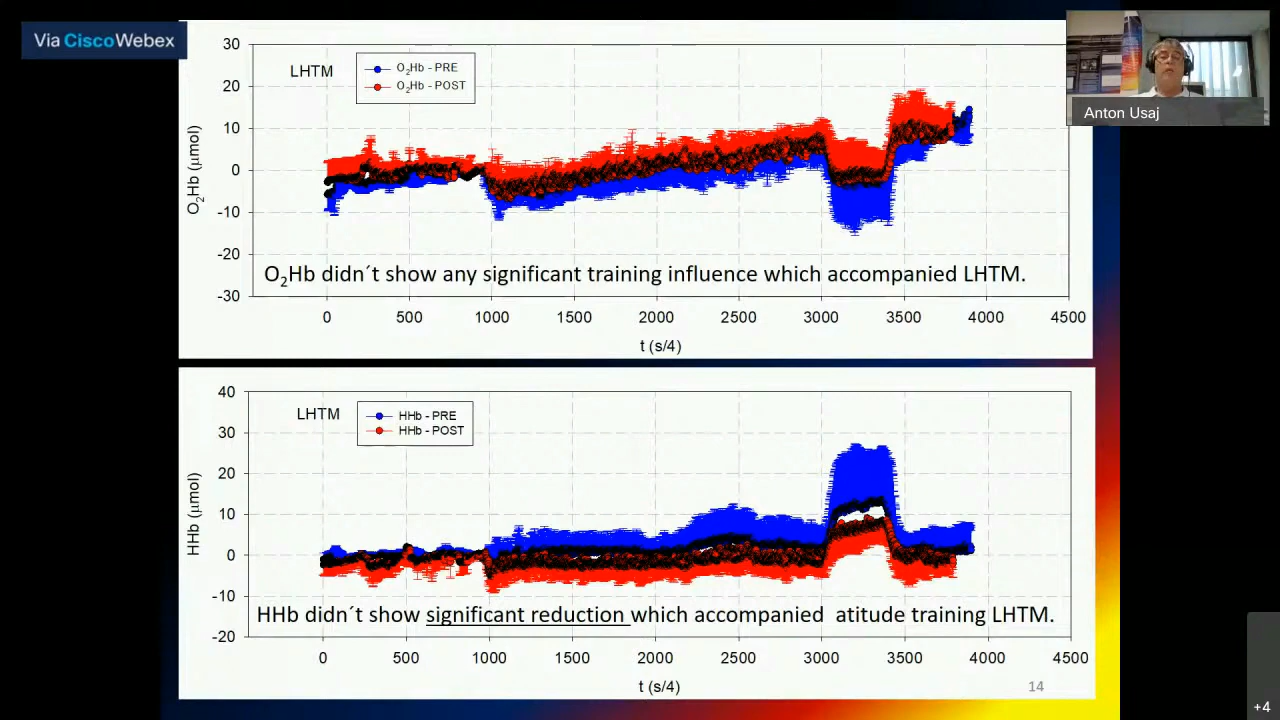 Via Cisco Webex
Anton Usaj
30
20
10
0
-10
-20
-30
O₂Hb (μmol)
LHTM
O₂Hb - PRE
O₂Hb - POST
O₂Hb didn´t show any significant training influence which accompanied LHTM.
0 500 1000 1500 2000 2500 3000 3500 4000 4500
t (s/4)
40
30
20
10
0
-10
-20
HHb (μmol)
LHTM
HHb - PRE
HHb - POST
HHb didn´t show significant reduction which accompanied atitude training LHTM.
0 500 1000 1500 2000 2500 3000 3500 4000 4500
t (s/4)
14
+4